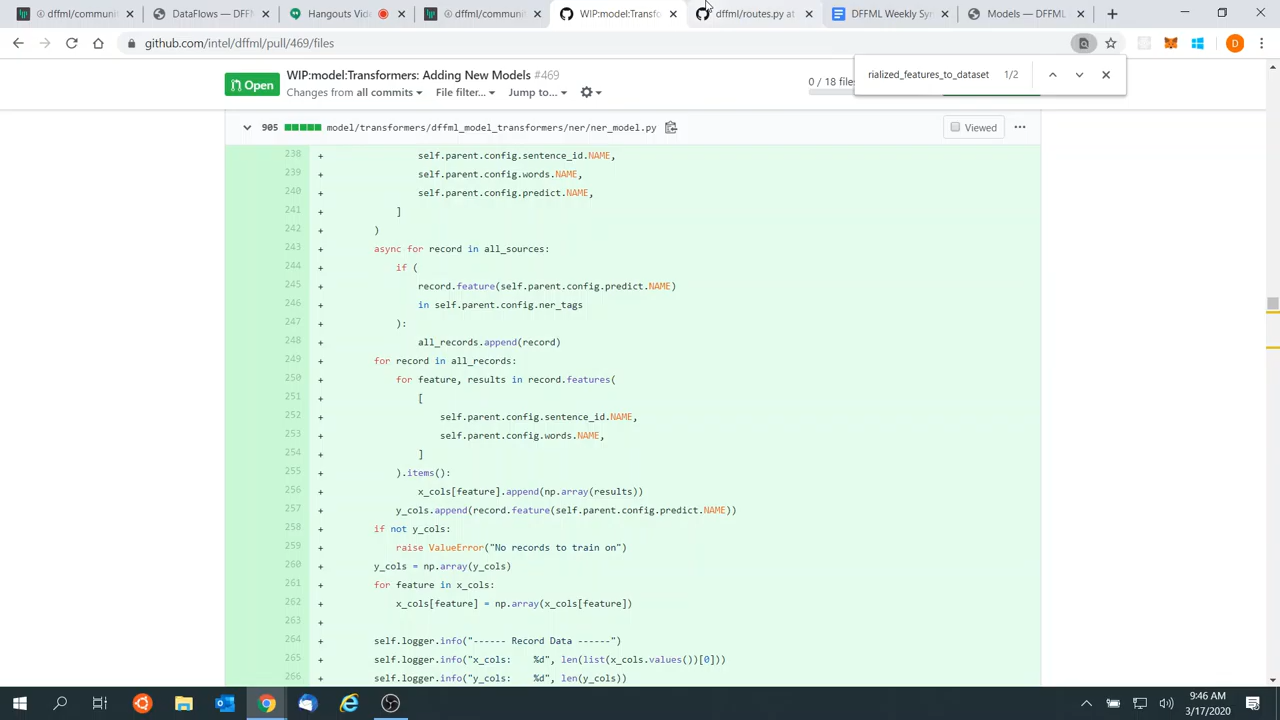 @ dffml/communi
DataFlows — DFFM
Hangouts Vide
@ dffml/communi
WIP:model:Transfo
dffml/routes.py at
DFFML Weekly Syn
Models — DFFML
github.com/intel/dffml/pull/469/files
D
rialized_features_to_dataset 1/2
Open
WIP:model:Transformers: Adding New Models #469
Changes from all commits File filter... Jump to...
0 / 18 file
905 model/transformers/dffml_model_transformers/ner/ner_model.py
Viewed
238 + self.parent.config.sentence_id.NAME,
239 + self.parent.config.words.NAME,
240 + self.parent.config.predict.NAME,
241 + ]
242 + )
243 + async for record in all_sources:
244 + if (
245 + record.feature(self.parent.config.predict.NAME)
246 + in self.parent.config.ner_tags
247 + ):
248 + all_records.append(record)
249 + for record in all_records:
250 + for feature, results in record.features(
251 + [
252 + self.parent.config.sentence_id.NAME,
253 + self.parent.config.words.NAME,
254 + ]
255 + ).items():
256 + x_cols[feature].append(np.array(results))
257 + y_cols.append(record.feature(self.parent.config.predict.NAME))
258 + if not y_cols:
259 + raise ValueError("No records to train on")
260 + y_cols = np.array(y_cols)
261 + for feature in x_cols:
262 + x_cols[feature] = np.array(x_cols[feature])
263 +
264 + self.logger.info("------ Record Data ------")
265 + self.logger.info("x_cols: %d", len(list(x_cols.values())[0]))
266 + self.logger.info("y_cols: %d", len(y_cols))
9:46 AM
3/17/2020